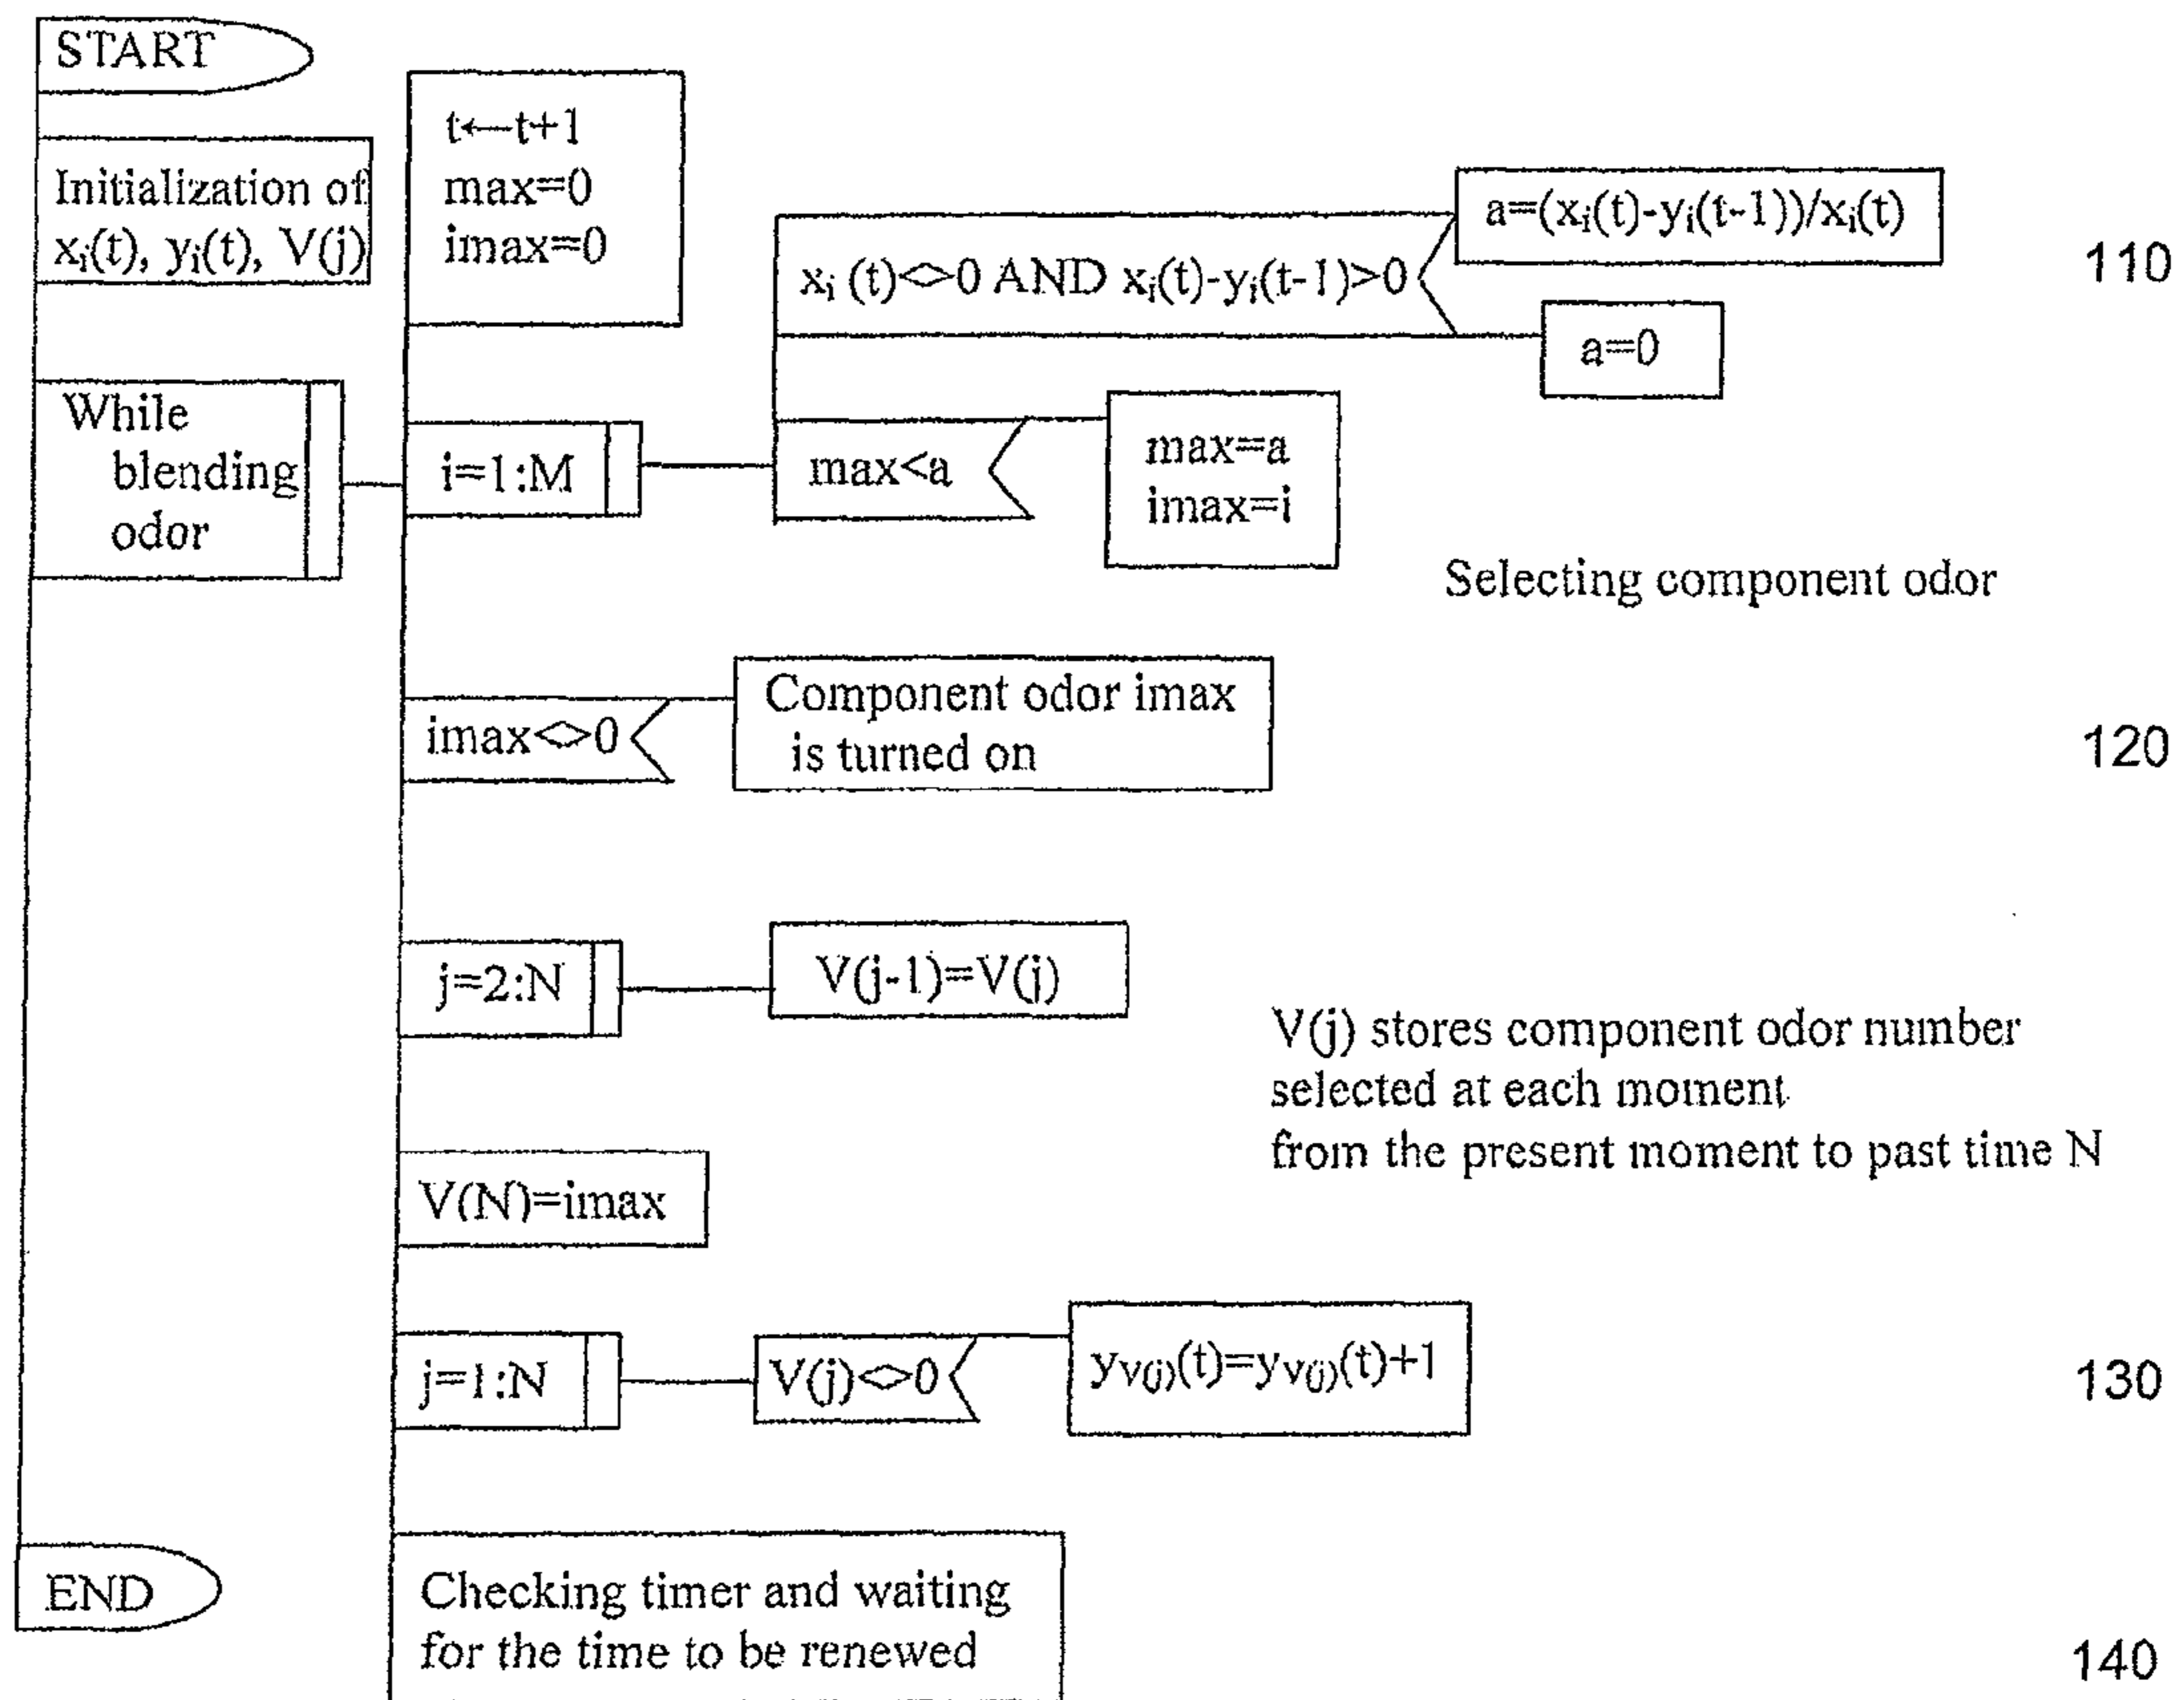 START
Initialization of
xi(t), yi(t), V(j)
While
blending
odor
t←t+1
max=0
imax=0
i=1:M
xi (t)<>0 AND xi(t)-yi(t-1)>0
a=(xi(t)-yi(t-1))/xi(t)
a=0
110
max<a
max=a
imax=i
Selecting component odor
imax<>0
Component odor imax
is turned on
120
j=2:N
V(j-1)=V(j)
V(j) stores component odor number
selected at each moment
from the present moment to past time N
V(N)=imax
j=1:N
V(j)<>0
yV(j)(t)=yV(j)(t)+1
130
END
Checking timer and waiting
for the time to be renewed
140